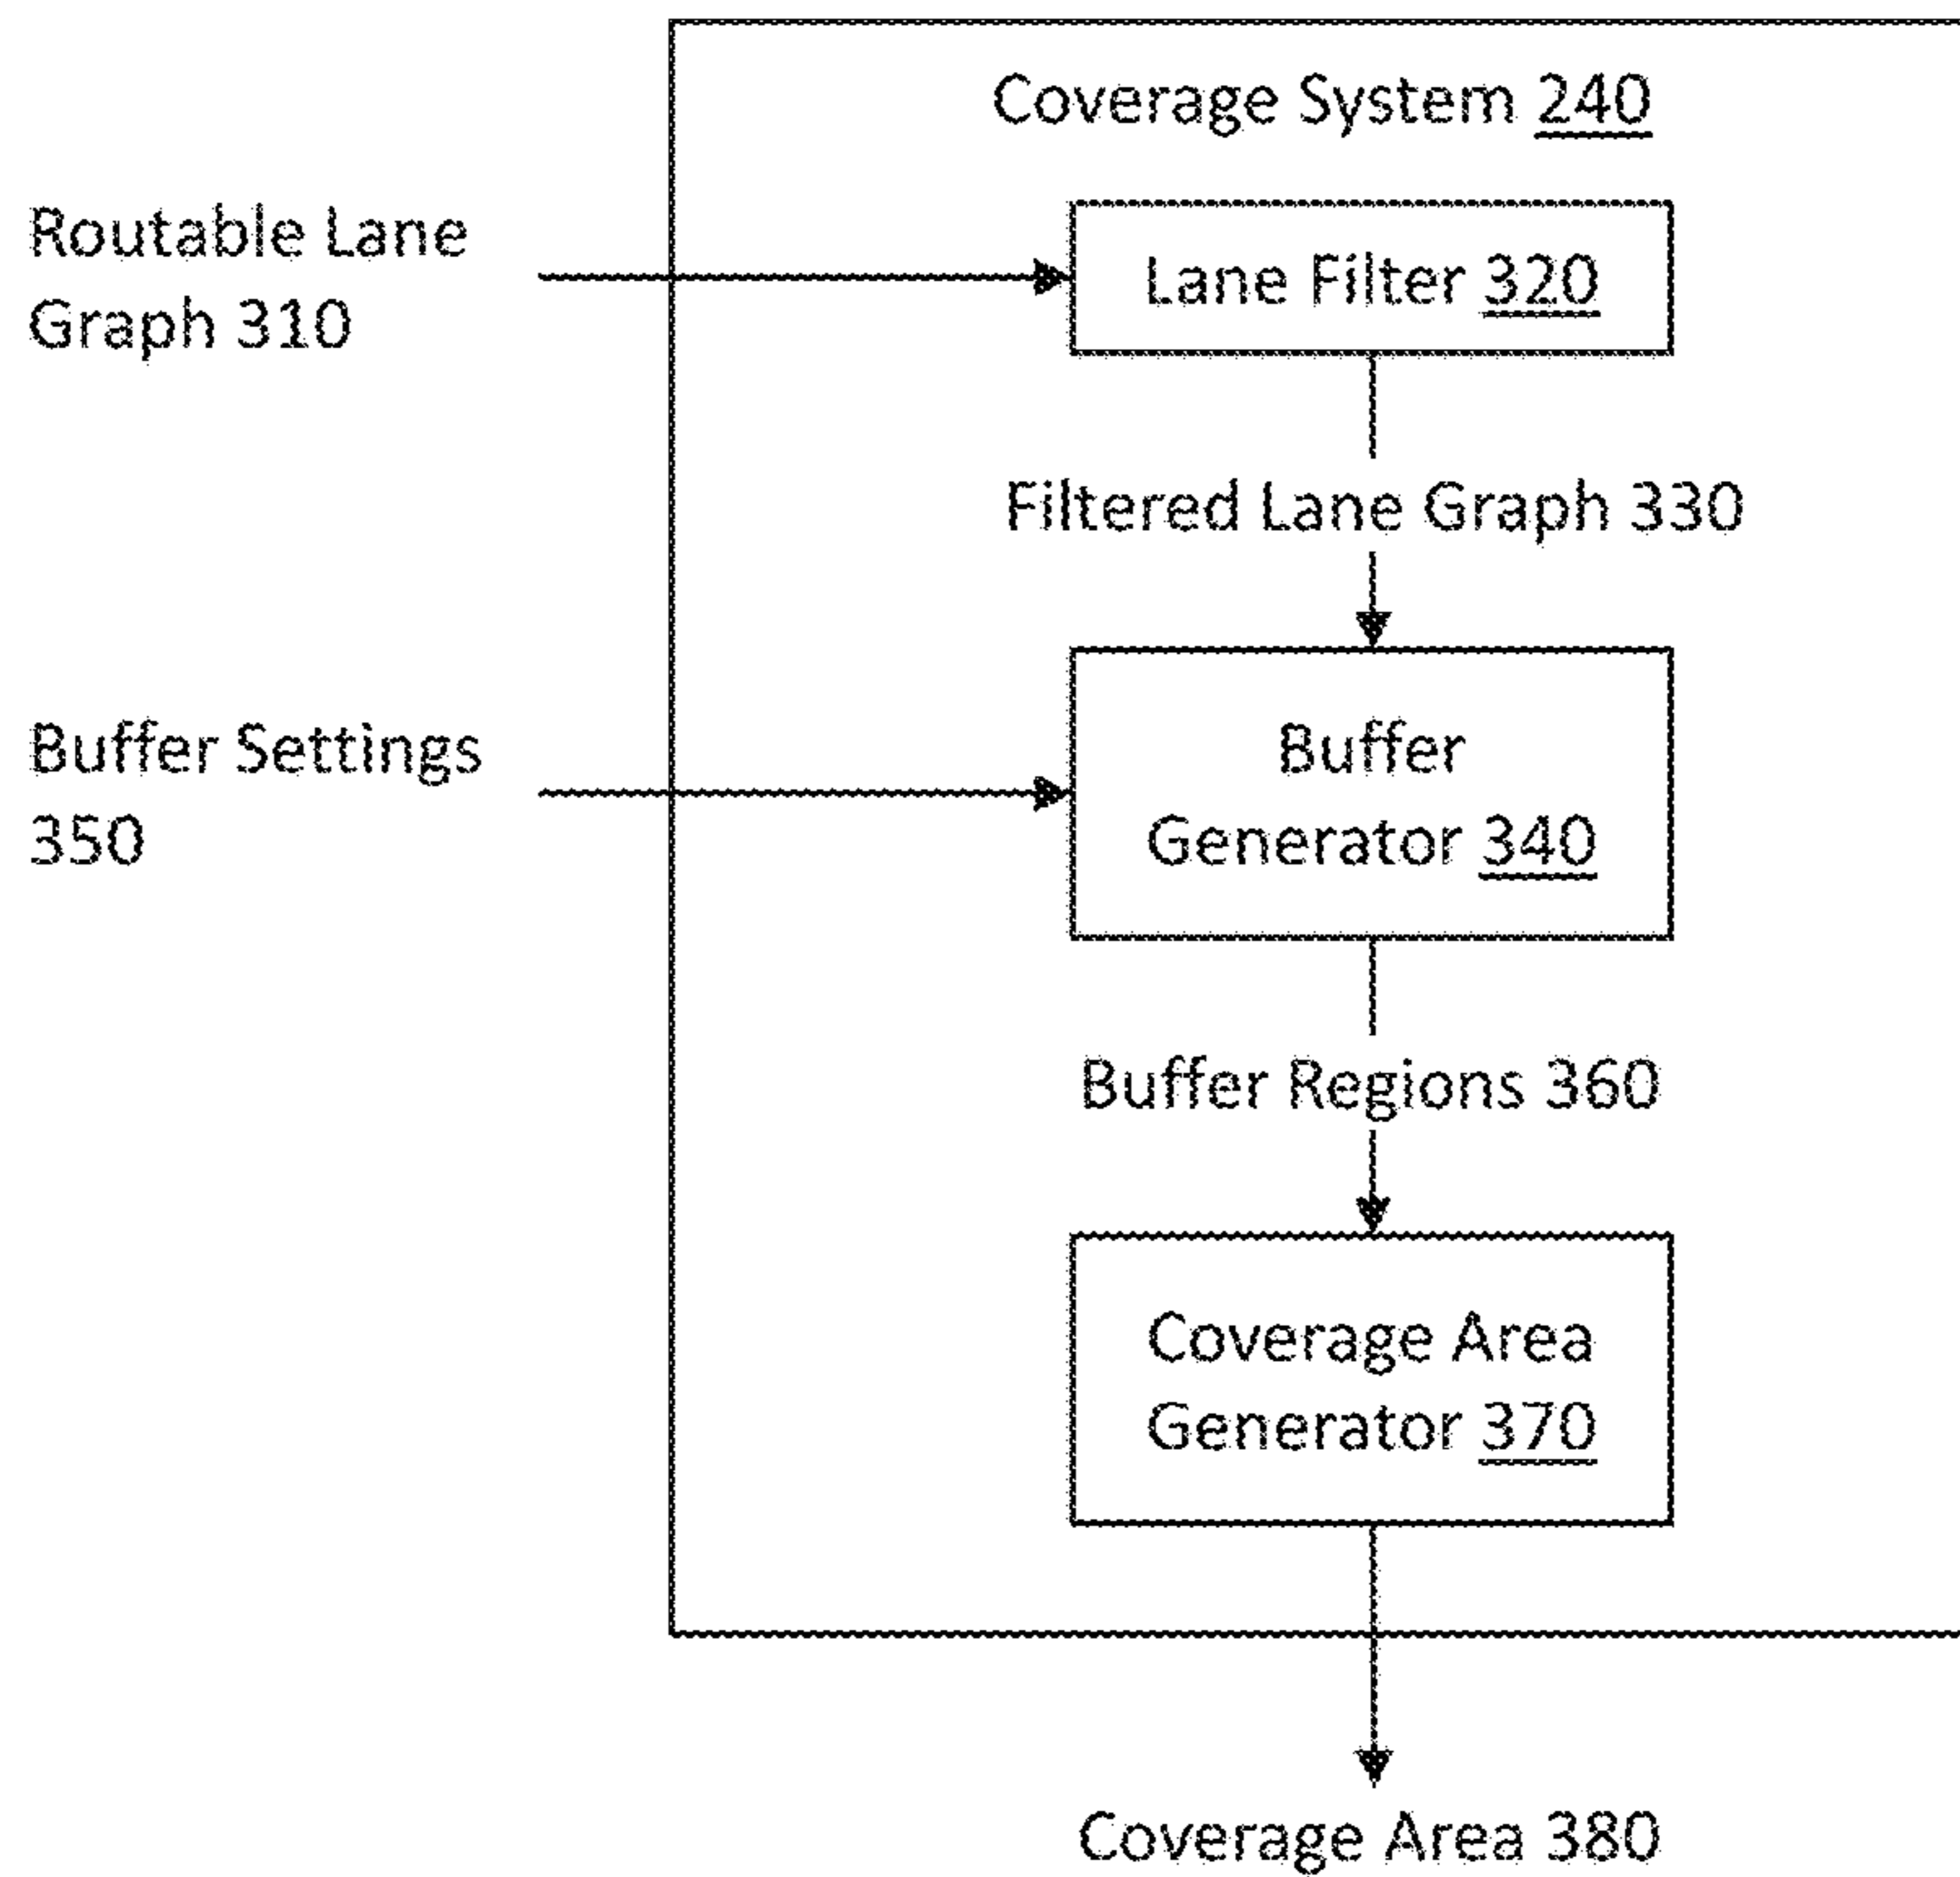 Coverage System 240
Routable Lane
Graph 310
Lane Filter 320
Filtered Lane Graph 330
Buffer Settings
350
Buffer
Generator 340
Buffer Regions 360
Coverage Area
Generator 370
Coverage Area 380